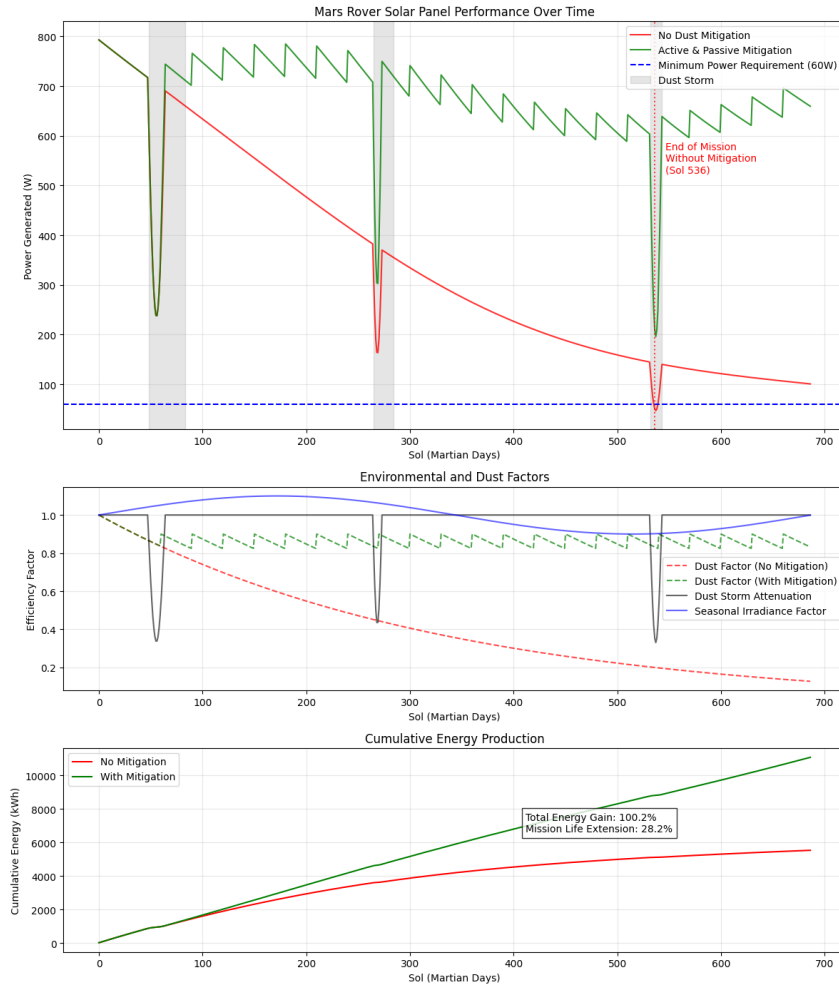 Mars Rover Solar Panel Performance Over Time
No Dust Mitigation
Active & Passive Mitigation
Minimum Power Requirement (60W)
Dust Storm
End of Mission
Without Mitigation
(Sol 536)
Power Generated (W)
800
700
600
500
400
300
200
100
0 100 200 300 400 500 600 700
Sol (Martian Days)
Environmental and Dust Factors
Efficiency Factor
1.0
0.8
0.6
0.4
0.2
Dust Factor (No Mitigation)
Dust Factor (With Mitigation)
Dust Storm Attenuation
Seasonal Irradiance Factor
0 100 200 300 400 500 600 700
Sol (Martian Days)
Cumulative Energy Production
No Mitigation
With Mitigation
Total Energy Gain: 100.2%
Mission Life Extension: 28.2%
Cumulative Energy (kWh)
10000
8000
6000
4000
2000
0
0 100 200 300 400 500 600 700
Sol (Martian Days)